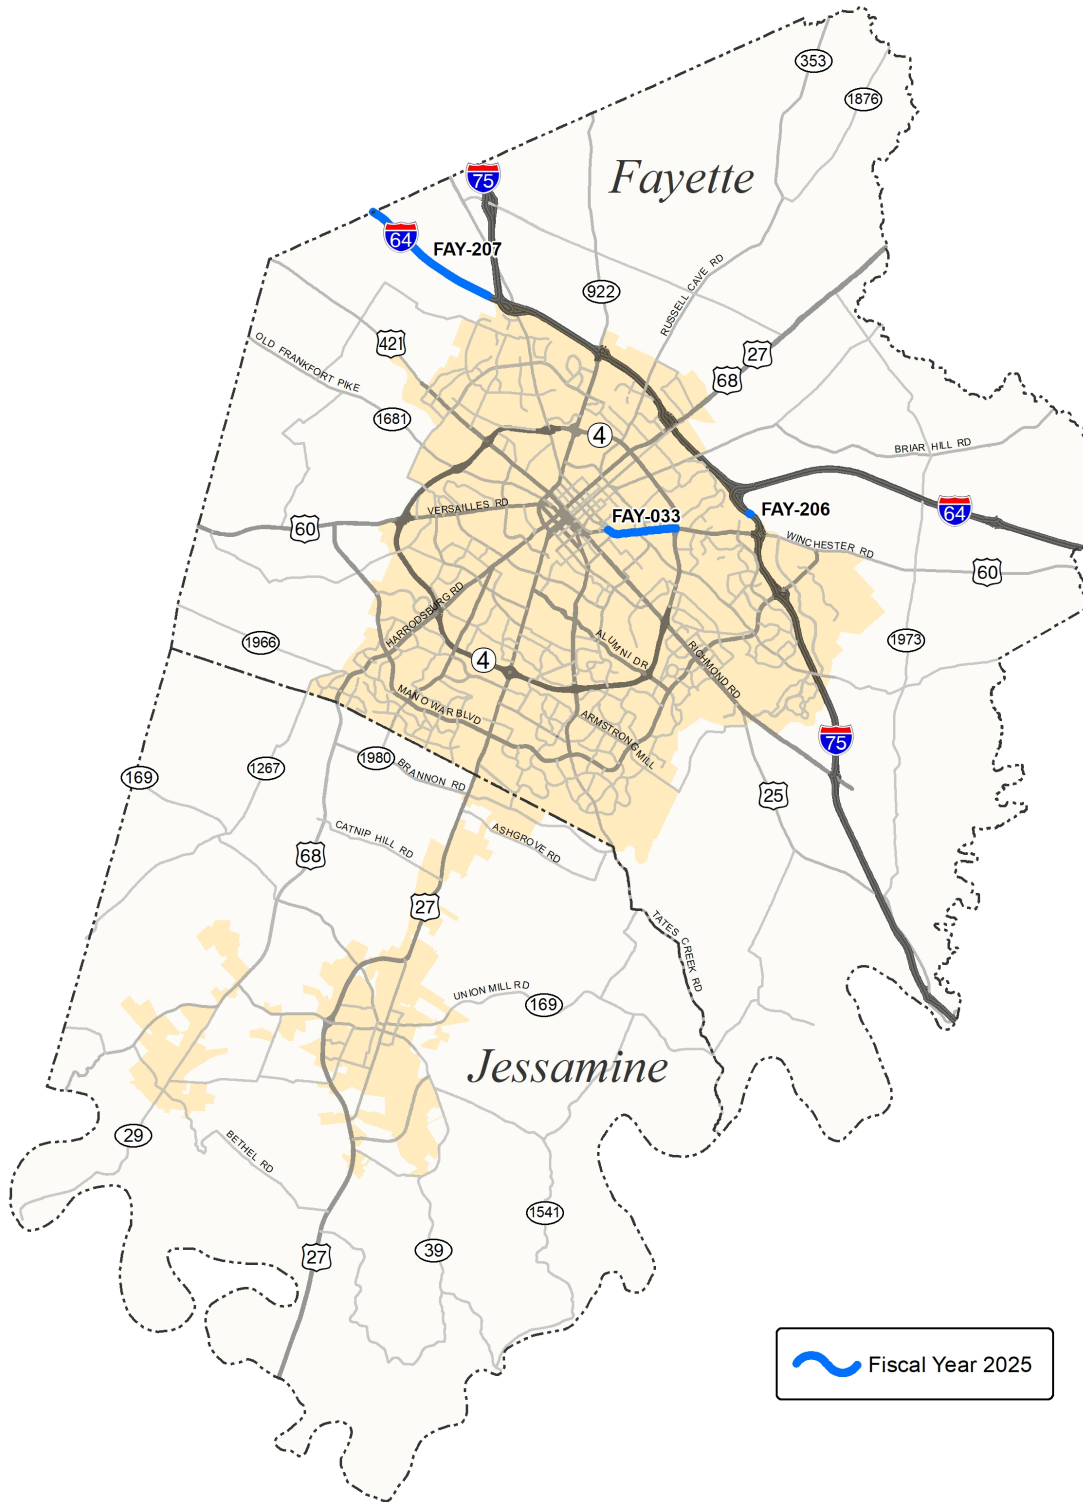 353
1876
Fayette
75
64
FAY-207
922
RUSSELL CAVE RD
421
OLD FRANKFORT PIKE
27
68
1681
4
BRIAR HILL RD
VERSAILLES RD
FAY-033
FAY-206
64
60
WINCHESTER RD
60
HARRODSBURG RD
1966
ALUMNI DR
1973
4
RICHMOND RD
MAN O WAR BLVD
ARMSTRONG MILL
75
1980
1267
169
BRANNON RD
25
CATNIP HILL RD
ASHGROVE RD
68
27
TATES CREEK RD
UNION MILL RD
169
Jessamine
29
BETHEL RD
1541
39
27
Fiscal Year 2025